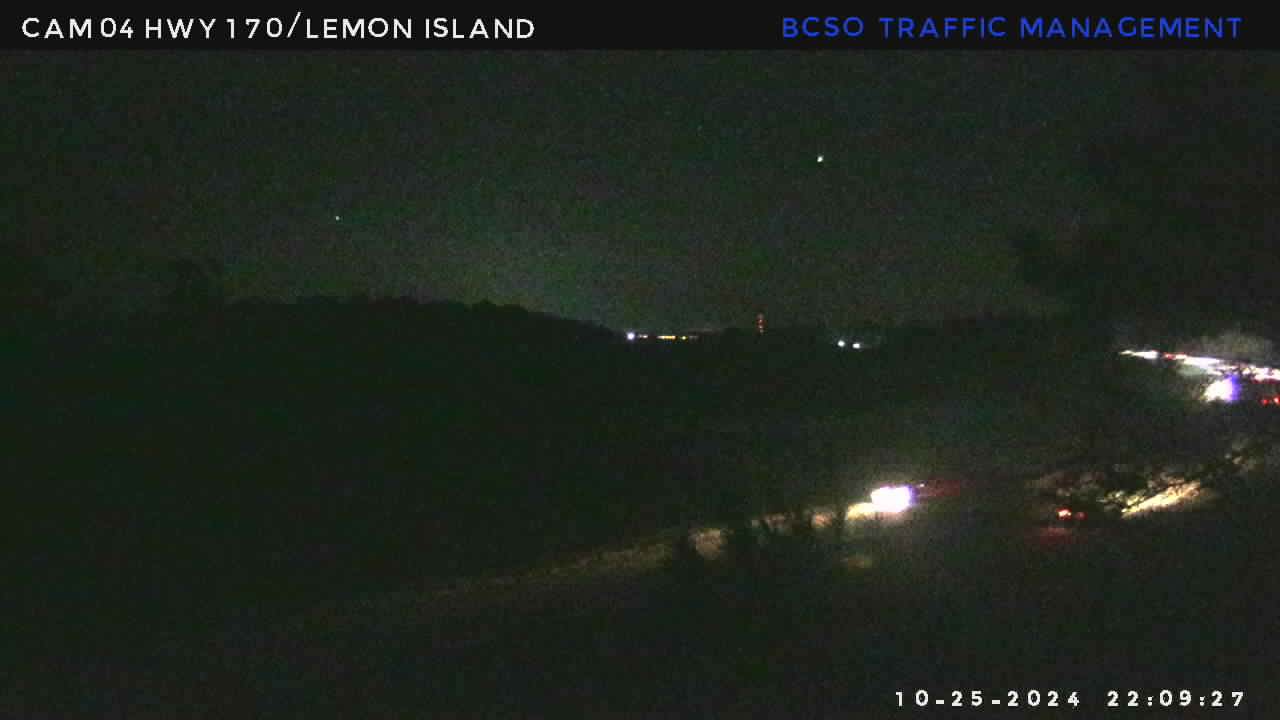 CAM04 HWY 170/LEMON ISLAND
BCSO TRAFFIC MANAGEMENT
10-25-2024 22:09:27